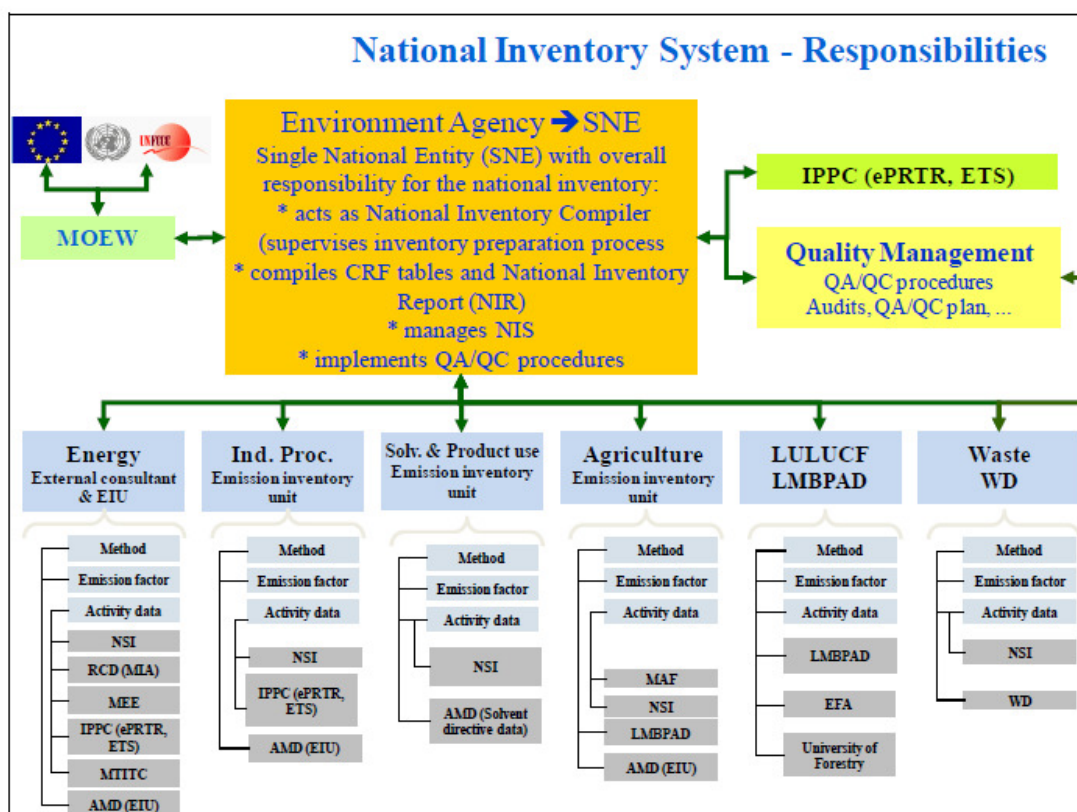 National Inventory System - Responsibilities
UNFCCC
MOEW
Environment Agency ➔ SNE
Single National Entity (SNE) with overall
responsibility for the national inventory:
* acts as National Inventory Compiler
(supervises inventory preparation process
* compiles CRF tables and National Inventory
Report (NIR)
* manages NIS
* implements QA/QC procedures
IPPC (ePRTR, ETS)
Quality Management
QA/QC procedures
Audits, QA/QC plan, ...
Energy
External consultant
& EIU
Method
Emission factor
Activity data
NSI
RCD (MIA)
MEE
IPPC (ePRTR,
ETS)
MTITC
AMD (EIU)
Ind. Proc.
Emission inventory
unit
Method
Emission factor
Activity data
NSI
IPPC (ePRTR,
ETS)
AMD (EIU)
Solv. & Product use
Emission inventory
unit
Method
Emission factor
Activity data
NSI
AMD (Solvent
directive data)
Agriculture
Emission inventory
unit
Method
Emission factor
Activity data
MAF
NSI
LMBPAD
AMD (EIU)
LULUCF
LMBPAD
Method
Emission factor
Activity data
LMBPAD
EFA
University of
Forestry
Waste
WD
Method
Emission factor
Activity data
NSI
WD